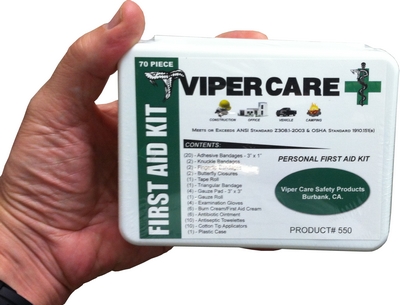 70 PIECE
VIPER CARE
FIRST AID KIT
CONSTRUCTION OFFICE VEHICLE CAMPING
MEETS OR EXCEEDS ANSI STANDARD Z308.1-2003 & OSHA STANDARD 1910.151(b)
CONTENTS:
(20) - Adhesive Bandages - 3" x 1"
(2) - Knuckle Bandages
(2) - Fingertip Bandages
(2) - Butterfly Closures
(1) - Tape Roll
(1) - Triangular Bandage
(4) - Gauze Pad - 3" x 3"
(1) - Gauze Roll
(4) - Examination Gloves
(6) - Burn Cream/First Aid Cream
(6) - Antibiotic Ointment
(10) - Antiseptic Towelettes
(10) - Cotton Tip Applicators
(1) - Plastic Case
PERSONAL FIRST AID KIT
Viper Care Safety Products
Burbank, CA.
PRODUCT# 550